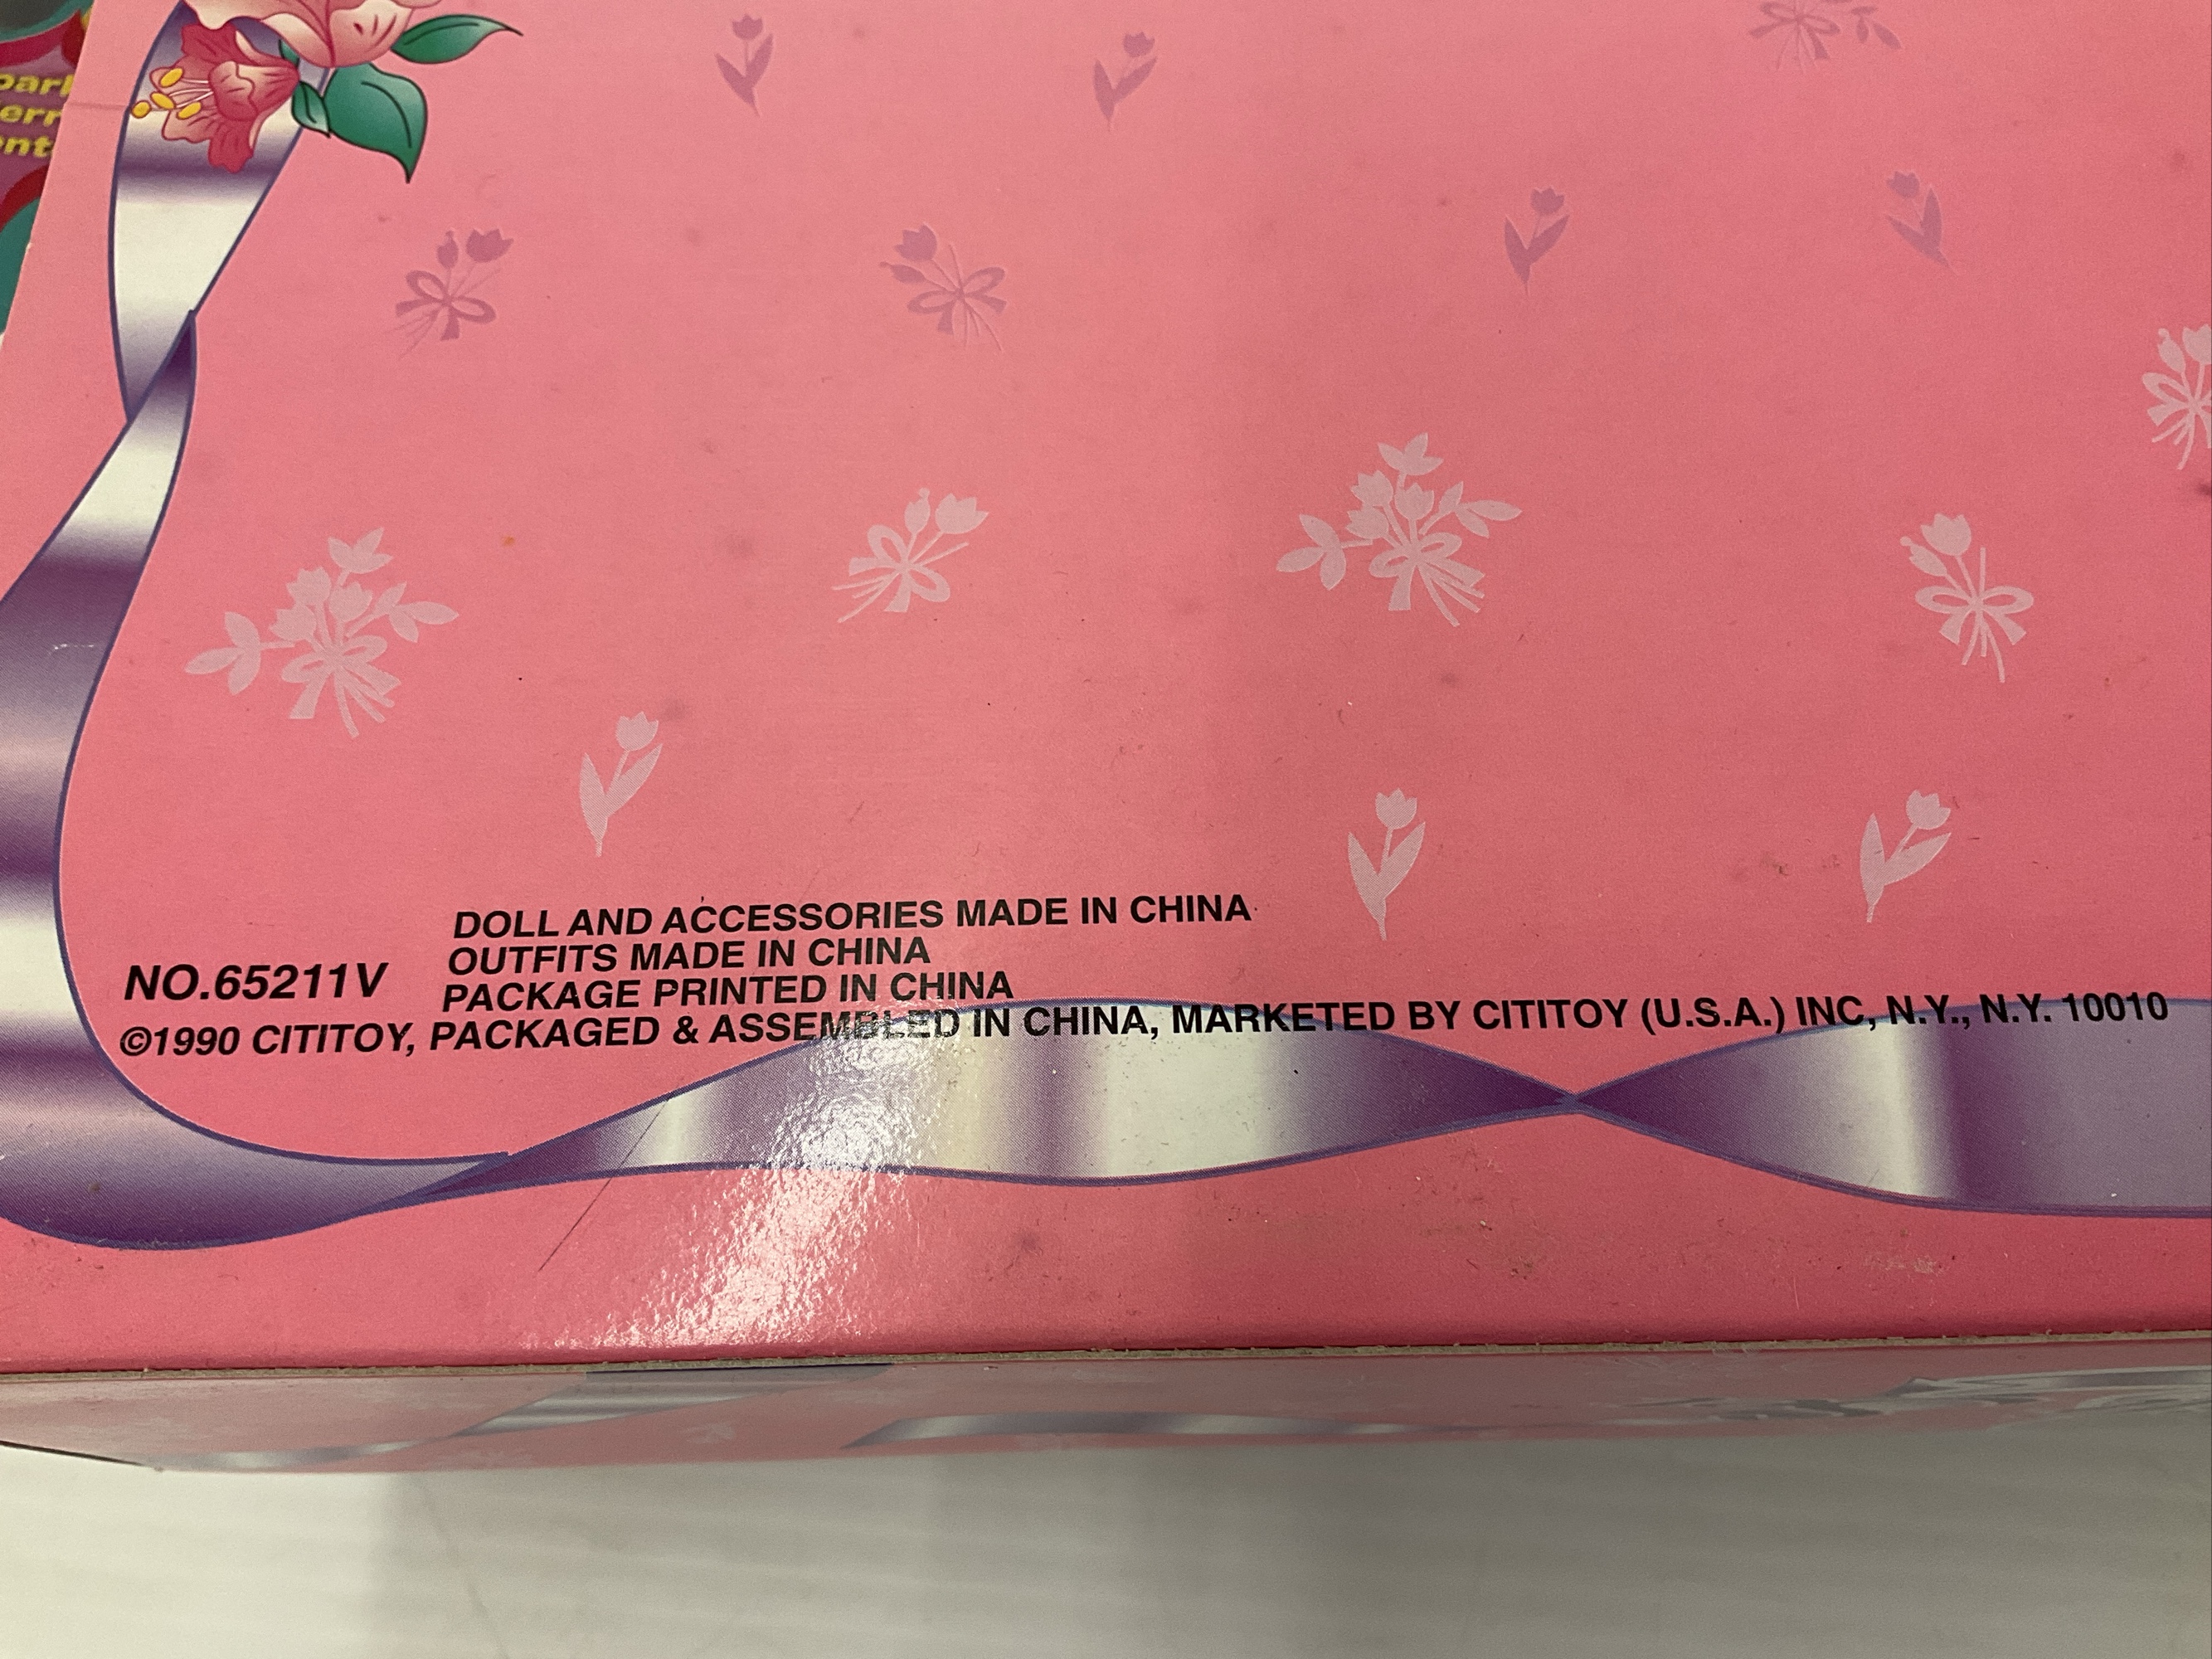 DOLL AND ACCESSORIES MADE IN CHINA
OUTFITS MADE IN CHINA
NO.65211V PACKAGE PRINTED IN CHINA
©1990 CITITOY, PACKAGED & ASSEMBLED IN CHINA, MARKETED BY CITITOY (U.S.A.) INC, N.Y., N.Y. 10010